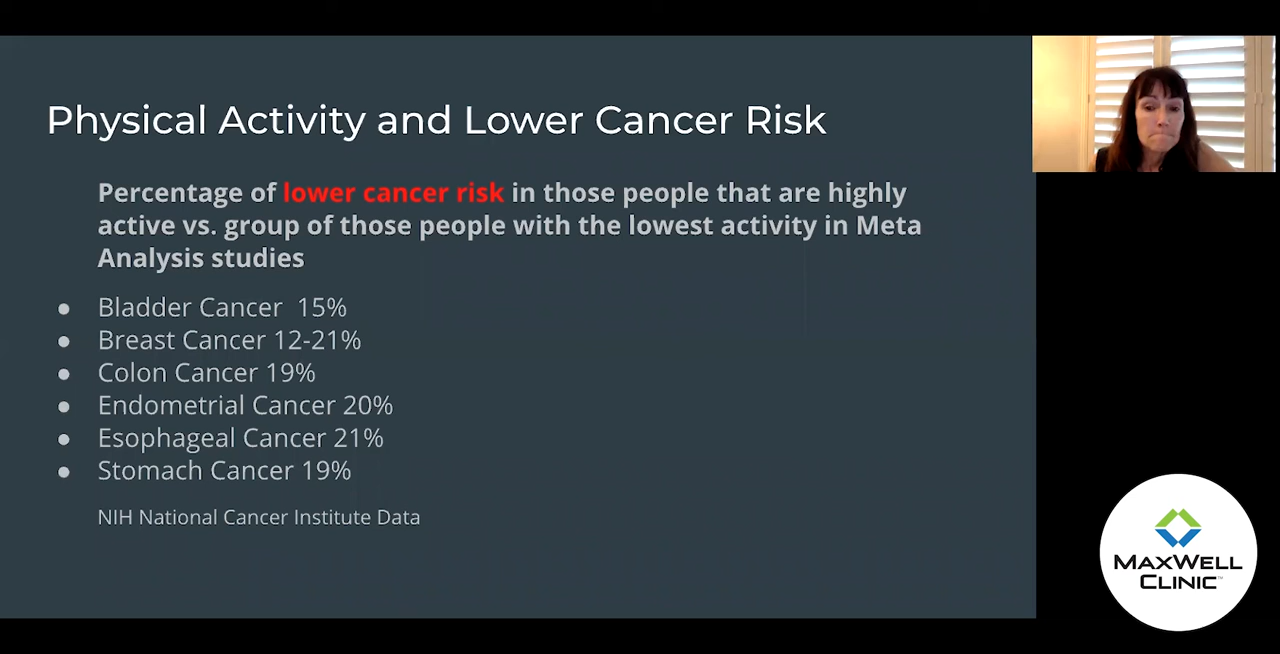 Physical Activity and Lower Cancer Risk
Percentage of lower cancer risk in those people that are highly
active vs. group of those people with the lowest activity in Meta
Analysis studies
● Bladder Cancer  15%
● Breast Cancer 12-21%
● Colon Cancer 19%
● Endometrial Cancer 20%
● Esophageal Cancer 21%
● Stomach Cancer 19%
NIH National Cancer Institute Data
MAXWELL
CLINIC™